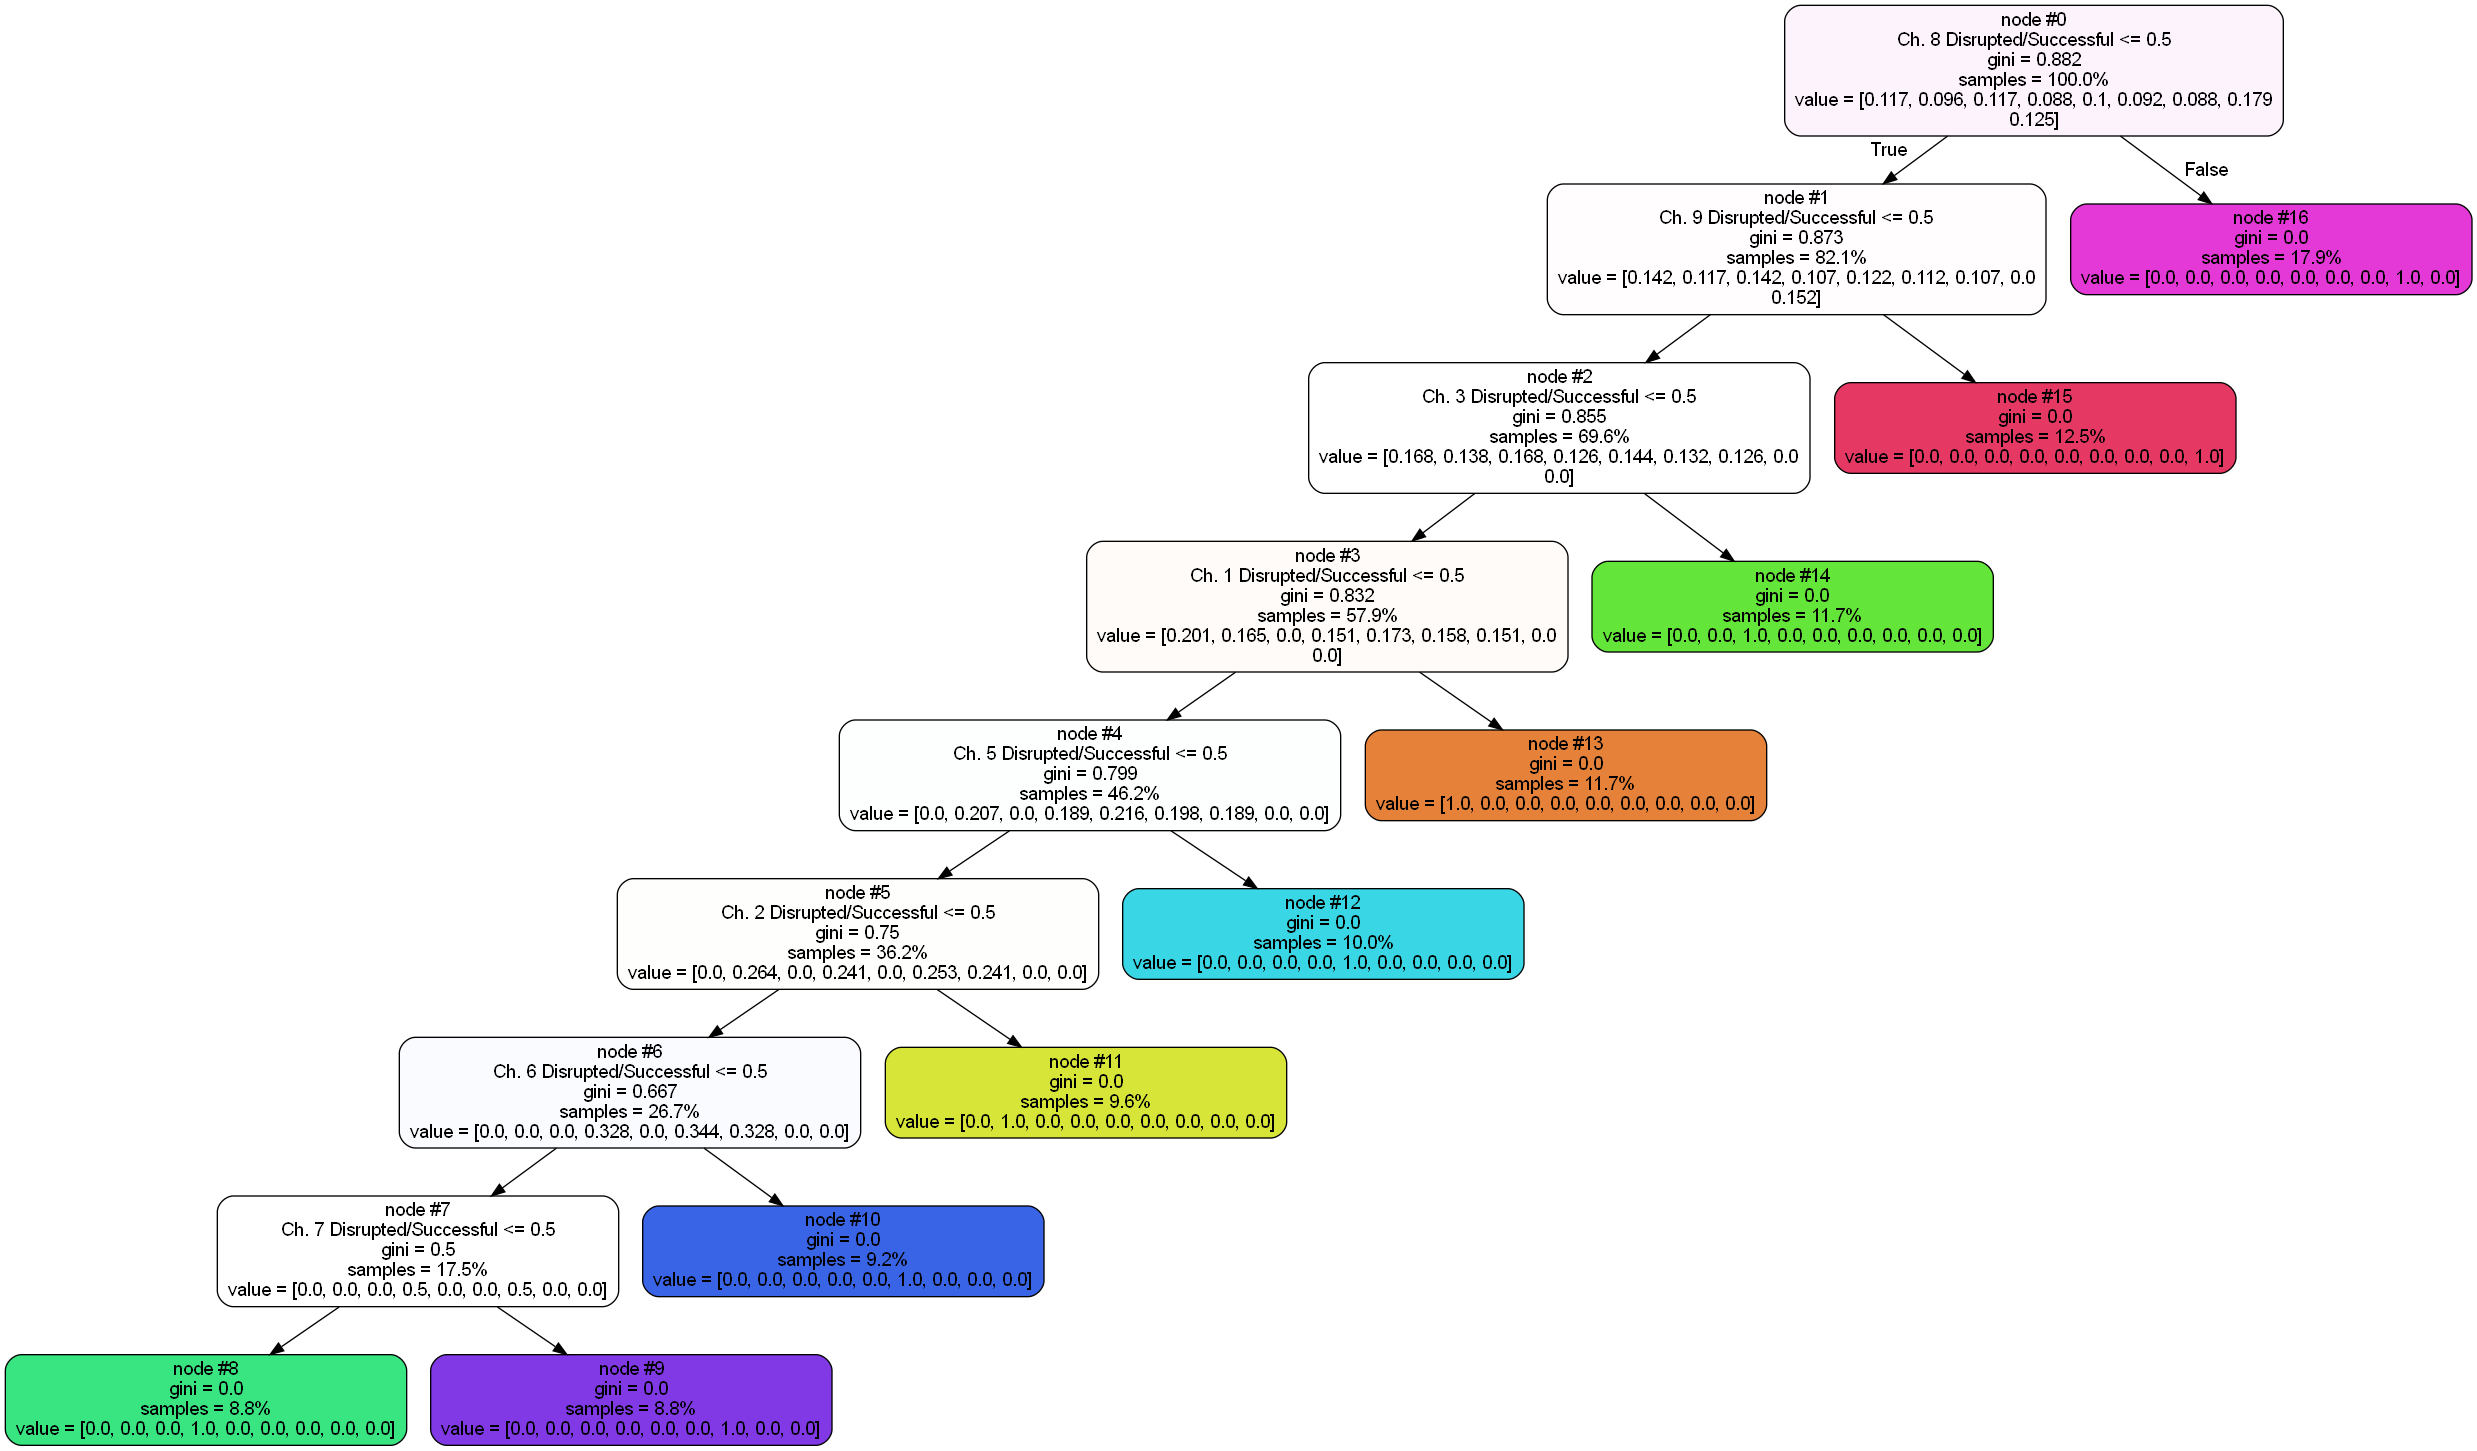 node #0
Ch. 8 Disrupted/Successful <= 0.5
gini = 0.882
samples = 100.0%
value = [0.117, 0.096, 0.117, 0.088, 0.1, 0.092, 0.088, 0.179
0.125]
True
False
node #1
Ch. 9 Disrupted/Successful <= 0.5
gini = 0.873
samples = 82.1%
value = [0.142, 0.117, 0.142, 0.107, 0.122, 0.112, 0.107, 0.0
0.152]
node #16
gini = 0.0
samples = 17.9%
value = [0.0, 0.0, 0.0, 0.0, 0.0, 0.0, 0.0, 1.0, 0.0]
node #2
Ch. 3 Disrupted/Successful <= 0.5
gini = 0.855
samples = 69.6%
value = [0.168, 0.138, 0.168, 0.126, 0.144, 0.132, 0.126, 0.0
0.0]
node #15
gini = 0.0
samples = 12.5%
value = [0.0, 0.0, 0.0, 0.0, 0.0, 0.0, 0.0, 0.0, 1.0]
node #3
Ch. 1 Disrupted/Successful <= 0.5
gini = 0.832
samples = 57.9%
value = [0.201, 0.165, 0.0, 0.151, 0.173, 0.158, 0.151, 0.0
0.0]
node #14
gini = 0.0
samples = 11.7%
value = [0.0, 0.0, 1.0, 0.0, 0.0, 0.0, 0.0, 0.0, 0.0]
node #4
Ch. 5 Disrupted/Successful <= 0.5
gini = 0.799
samples = 46.2%
value = [0.0, 0.207, 0.0, 0.189, 0.216, 0.198, 0.189, 0.0, 0.0]
node #13
gini = 0.0
samples = 11.7%
value = [1.0, 0.0, 0.0, 0.0, 0.0, 0.0, 0.0, 0.0, 0.0]
node #5
Ch. 2 Disrupted/Successful <= 0.5
gini = 0.75
samples = 36.2%
value = [0.0, 0.264, 0.0, 0.241, 0.0, 0.253, 0.241, 0.0, 0.0]
node #12
gini = 0.0
samples = 10.0%
value = [0.0, 0.0, 0.0, 0.0, 1.0, 0.0, 0.0, 0.0, 0.0]
node #6
Ch. 6 Disrupted/Successful <= 0.5
gini = 0.667
samples = 26.7%
value = [0.0, 0.0, 0.0, 0.328, 0.0, 0.344, 0.328, 0.0, 0.0]
node #11
gini = 0.0
samples = 9.6%
value = [0.0, 1.0, 0.0, 0.0, 0.0, 0.0, 0.0, 0.0, 0.0]
node #7
Ch. 7 Disrupted/Successful <= 0.5
gini = 0.5
samples = 17.5%
value = [0.0, 0.0, 0.0, 0.5, 0.0, 0.0, 0.5, 0.0, 0.0]
node #10
gini = 0.0
samples = 9.2%
value = [0.0, 0.0, 0.0, 0.0, 0.0, 1.0, 0.0, 0.0, 0.0]
node #8
gini = 0.0
samples = 8.8%
value = [0.0, 0.0, 0.0, 1.0, 0.0, 0.0, 0.0, 0.0, 0.0]
node #9
gini = 0.0
samples = 8.8%
value = [0.0, 0.0, 0.0, 0.0, 0.0, 0.0, 1.0, 0.0, 0.0]